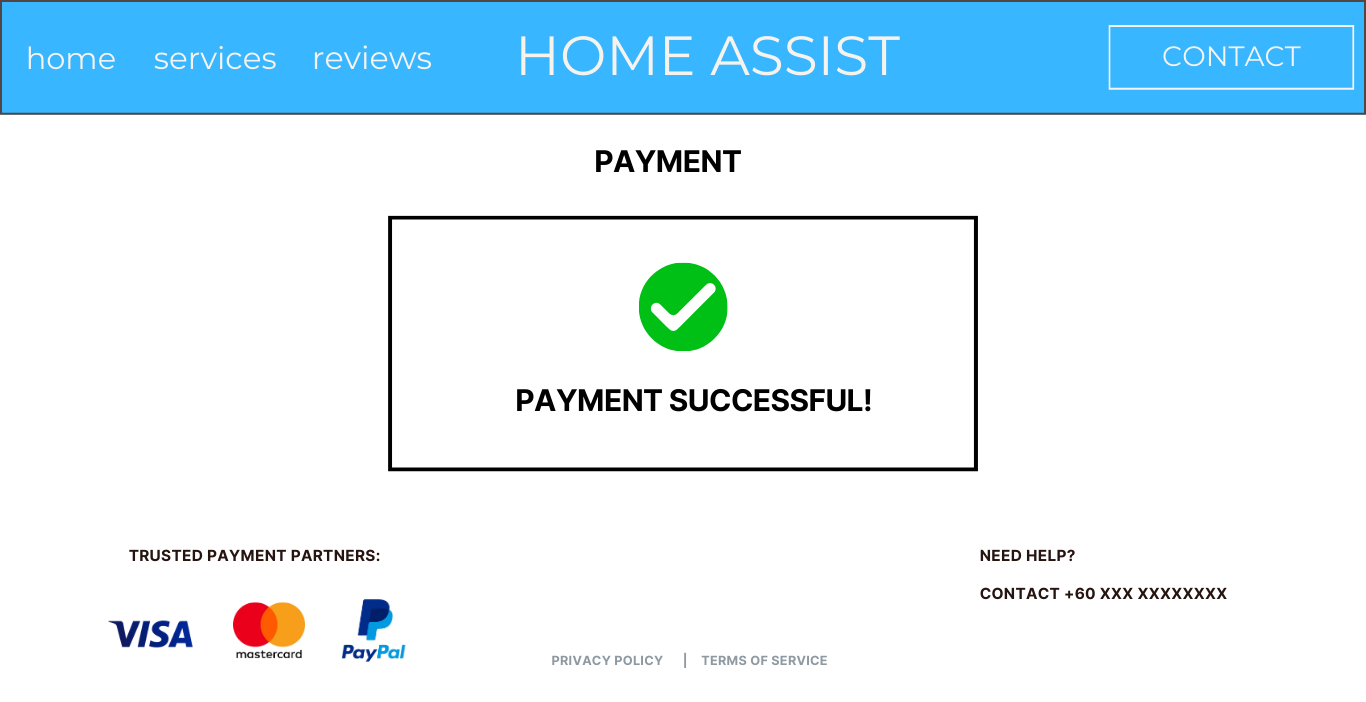 home services reviews HOME ASSIST CONTACT
PAYMENT
PAYMENT SUCCESSFUL!
TRUSTED PAYMENT PARTNERS:
NEED HELP?
CONTACT +60 XXX XXXXXXXX
VISA mastercard PayPal
PRIVACY POLICY | TERMS OF SERVICE